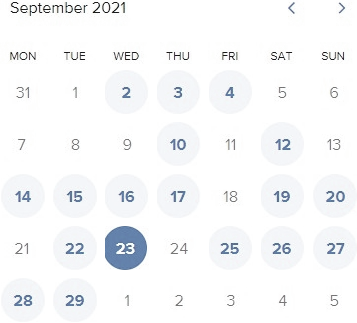 September 2021
MON TUE WED THU FRI SAT SUN
31 1 2 3 4 5 6
7 8 9 10 11 12 13
14 15 16 17 18 19 20
21 22 23 24 25 26 27
28 29 1 2 3 4 5